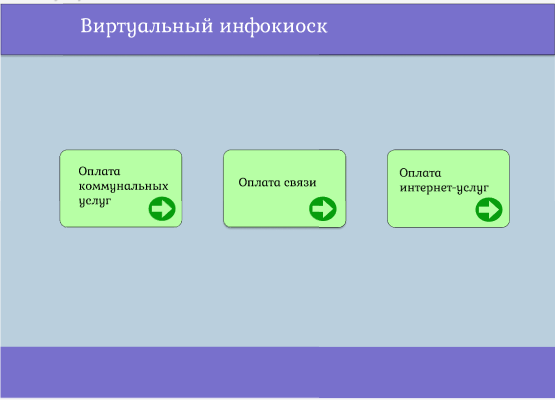 Виртуальный инфокиоск
Оплата
коммунальных
услуг
Оплата связи
Оплата
интернет-услуг